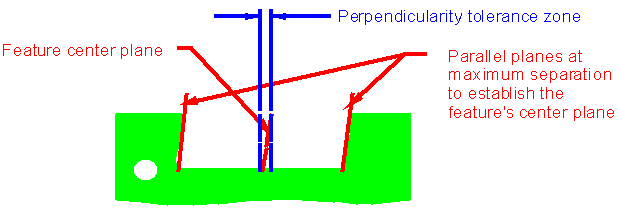 Perpendicularity tolerance zone
Feature center plane
Parallel planes at
maximum separation
to establish the
feature's center plane